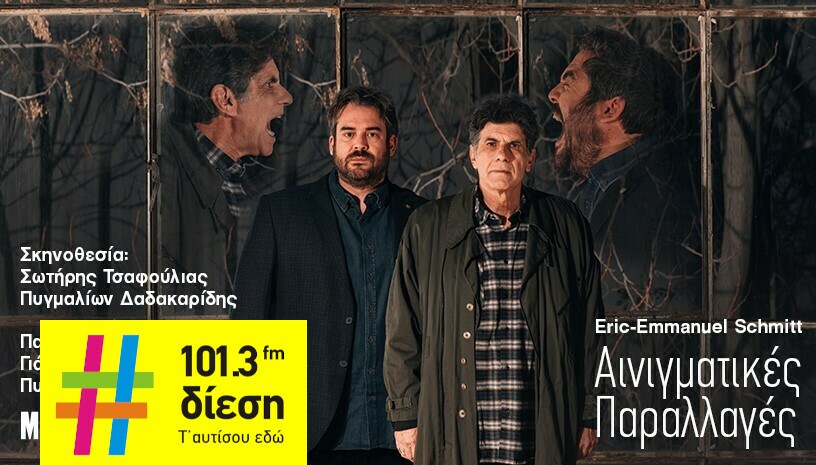 Σκηνοθεσία:
Σωτήρης Τσαφούλιας
Πυγμαλίων Δαδακαρίδης
101.3 fm
δίεση
Τ'αυτίσου εδώ
Eric-Emmanuel Schmitt
Αινιγματικές
Παραλλαγές